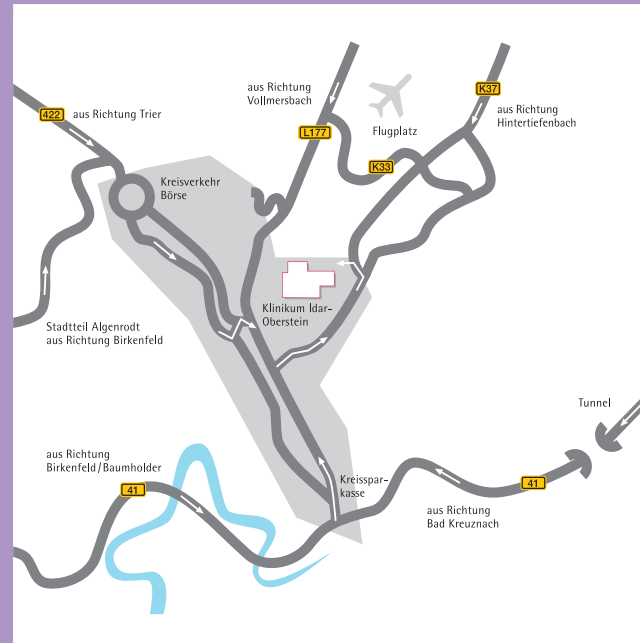 aus Richtung
Vollmersbach
K37
422
aus Richtung Trier
aus Richtung
Hintertiefenbach
L177
Flugplatz
K33
Kreisverkehr
Börse
Klinikum Idar-
Oberstein
Stadtteil Algenrodt
aus Richtung Birkenfeld
Tunnel
aus Richtung
Birkenfeld/Baumholder
41
Kreisspar-
kasse
41
aus Richtung
Bad Kreuznach